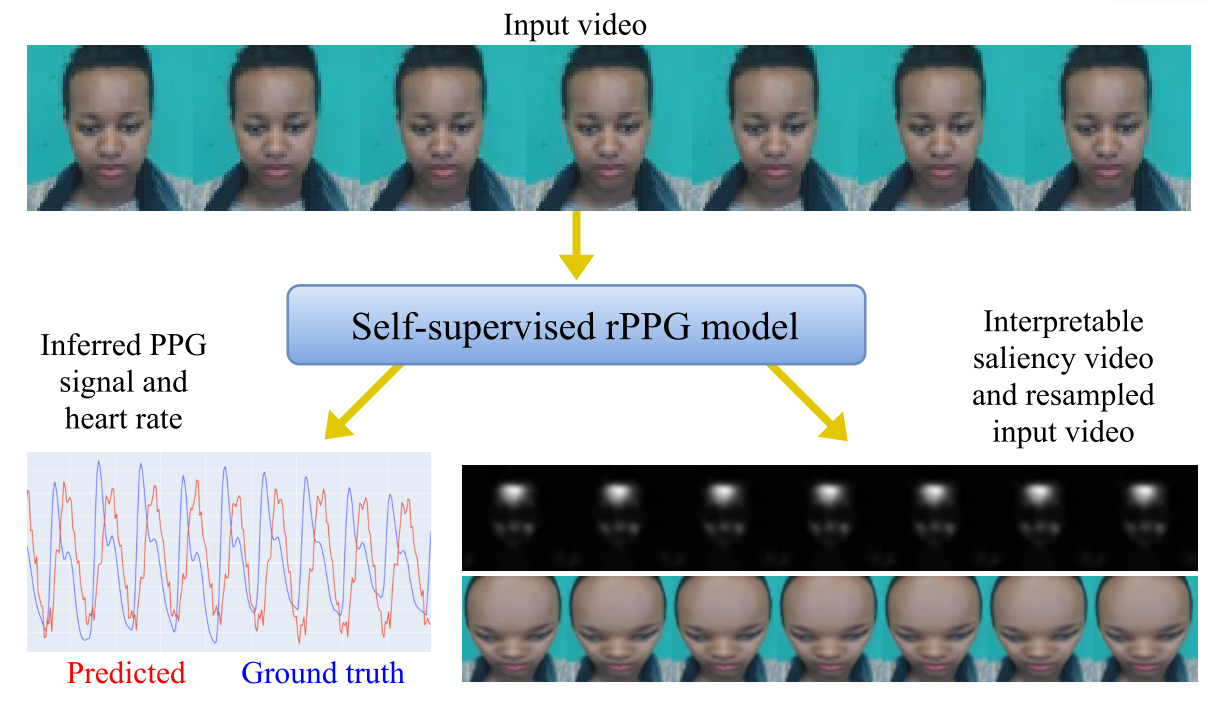 Input video
Self-supervised rPPG model
Inferred PPG
signal and
heart rate
Interpretable
saliency video
and resampled
input video
Predicted
Ground truth